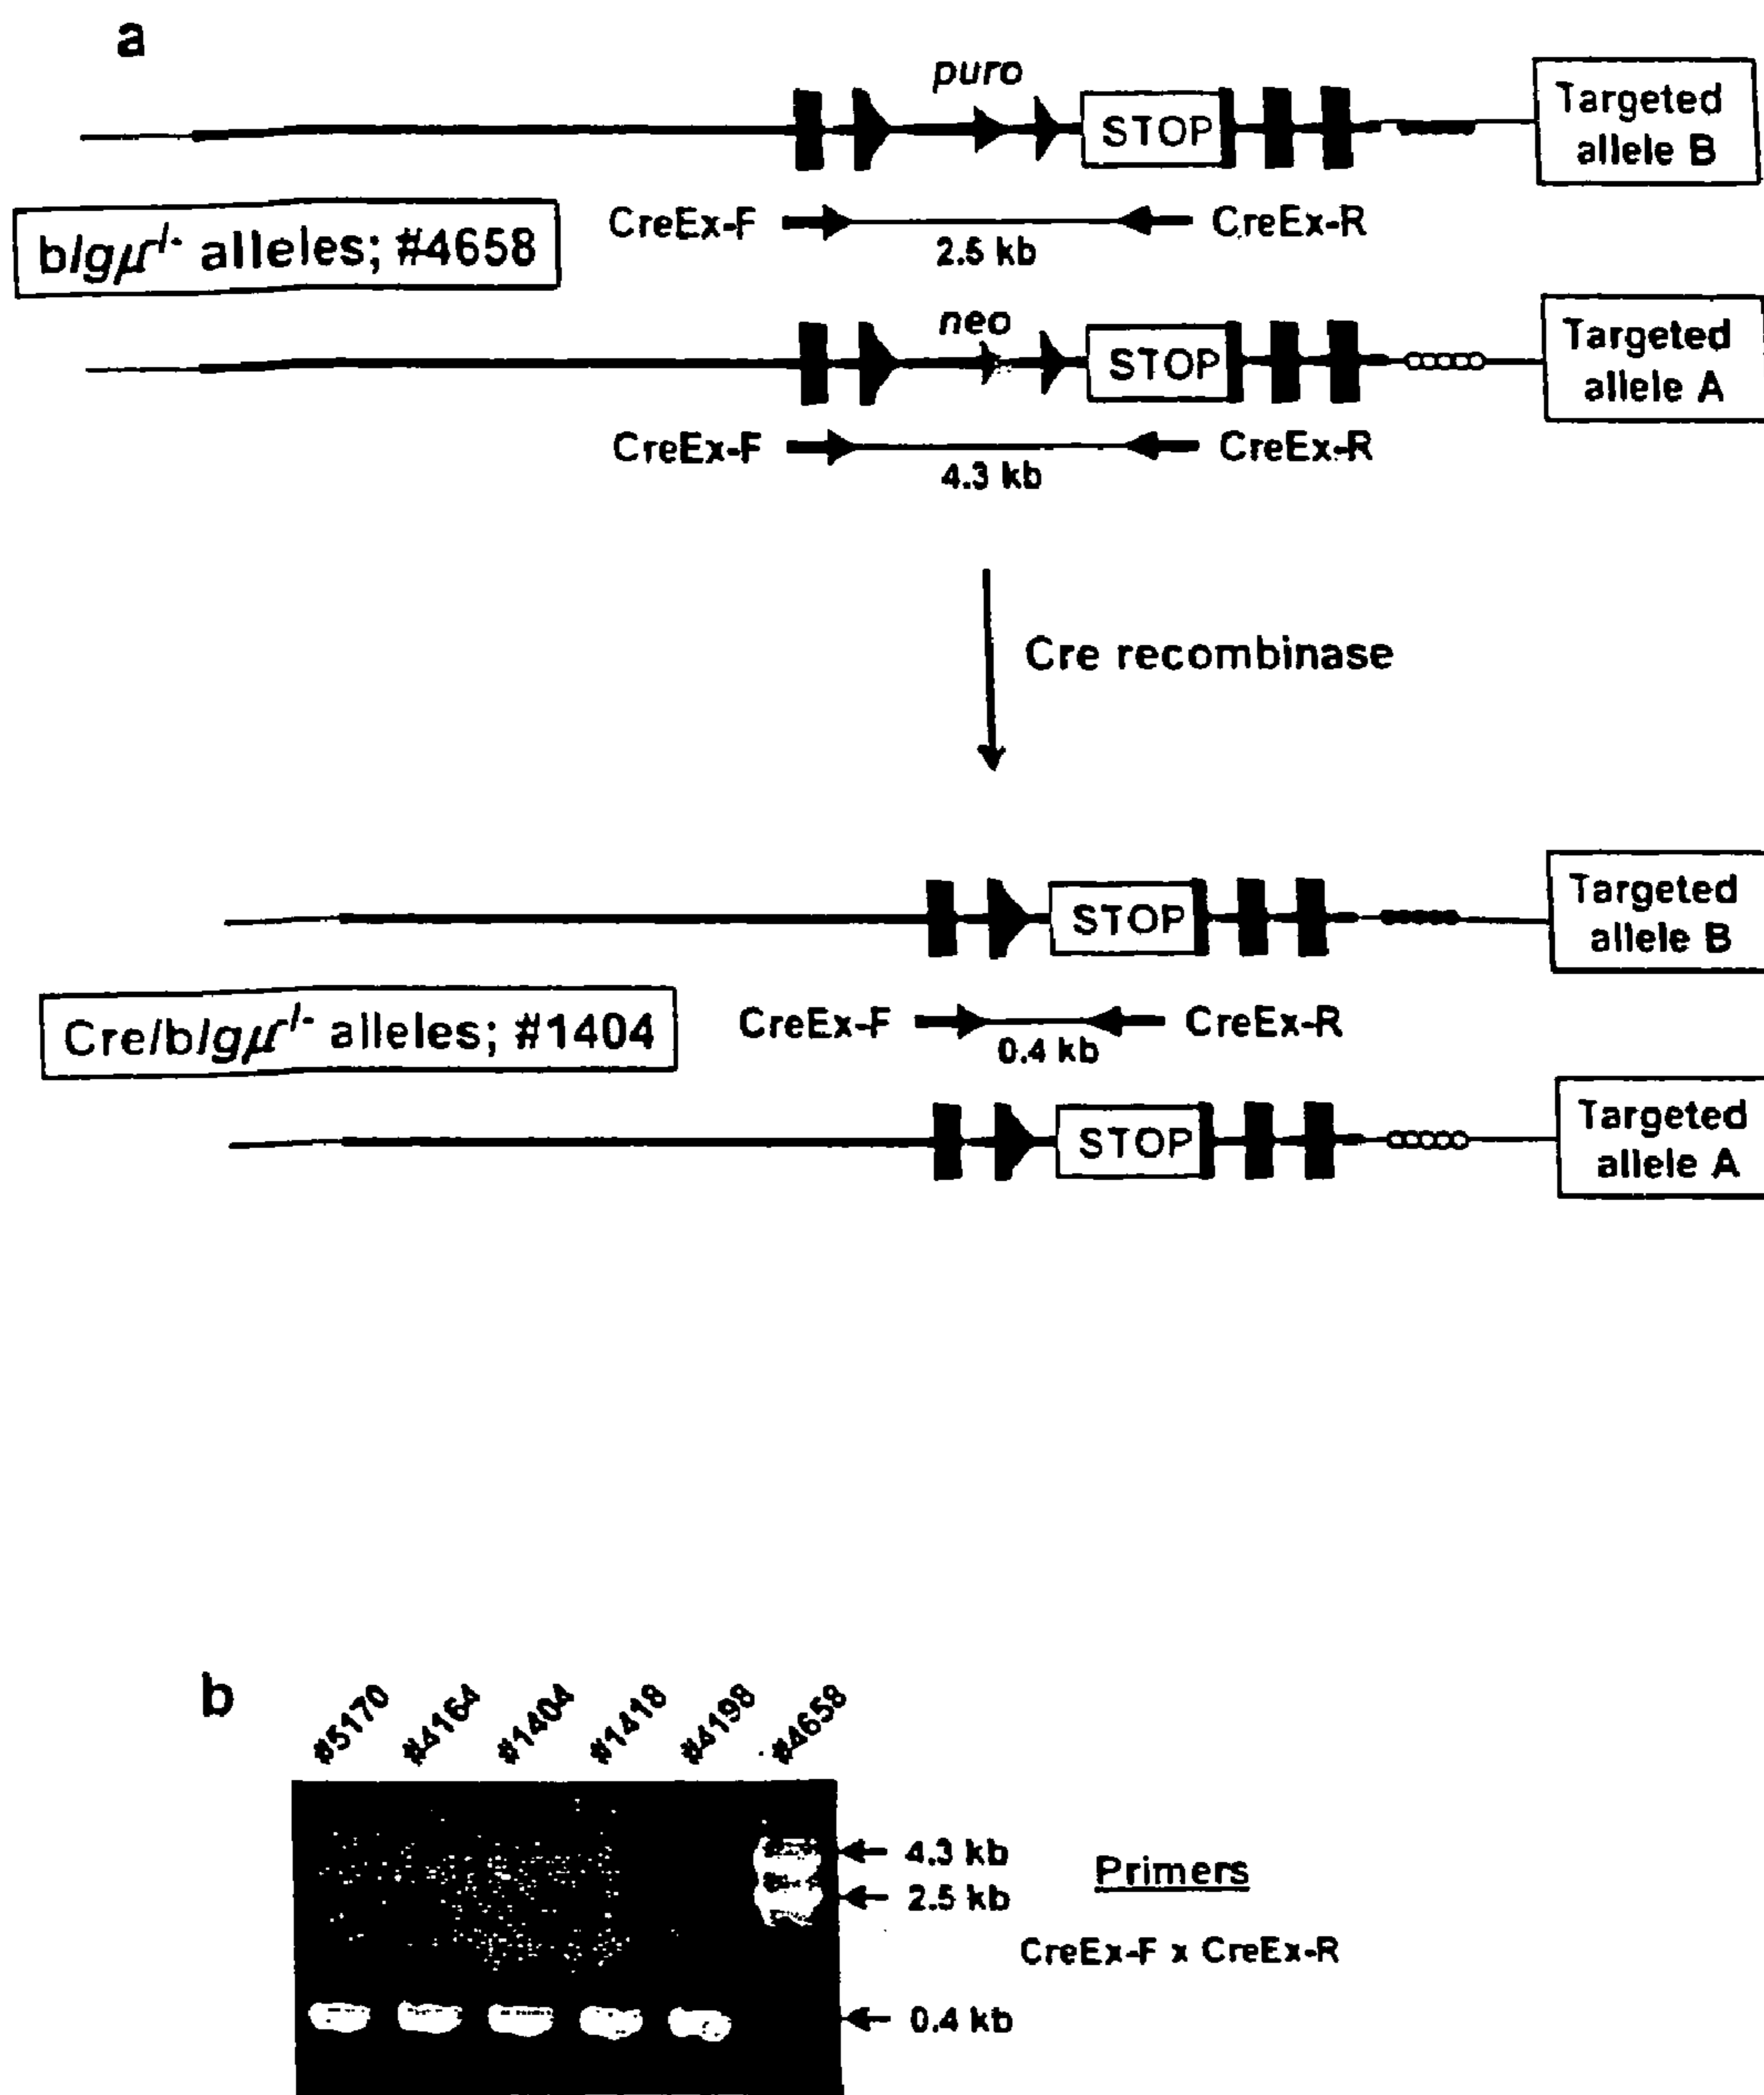 a
puro
STOP
Targeted
allele B
CreEx-F
CreEx-R
2.5 kb
bIgμ-/- alleles; #4658
neo
STOP
Targeted
allele A
CreEx-F
CreEx-R
4.3 kb
Cre recombinase
STOP
Targeted
allele B
Cre/bIgμ-/- alleles; #1404
CreEx-F
CreEx-R
0.4 kb
STOP
Targeted
allele A
b
#5170 #4164 #1404 #1418 #4198 #4658
4.3 kb
Primers
2.5 kb
CreEx-F x CreEx-R
0.4 kb